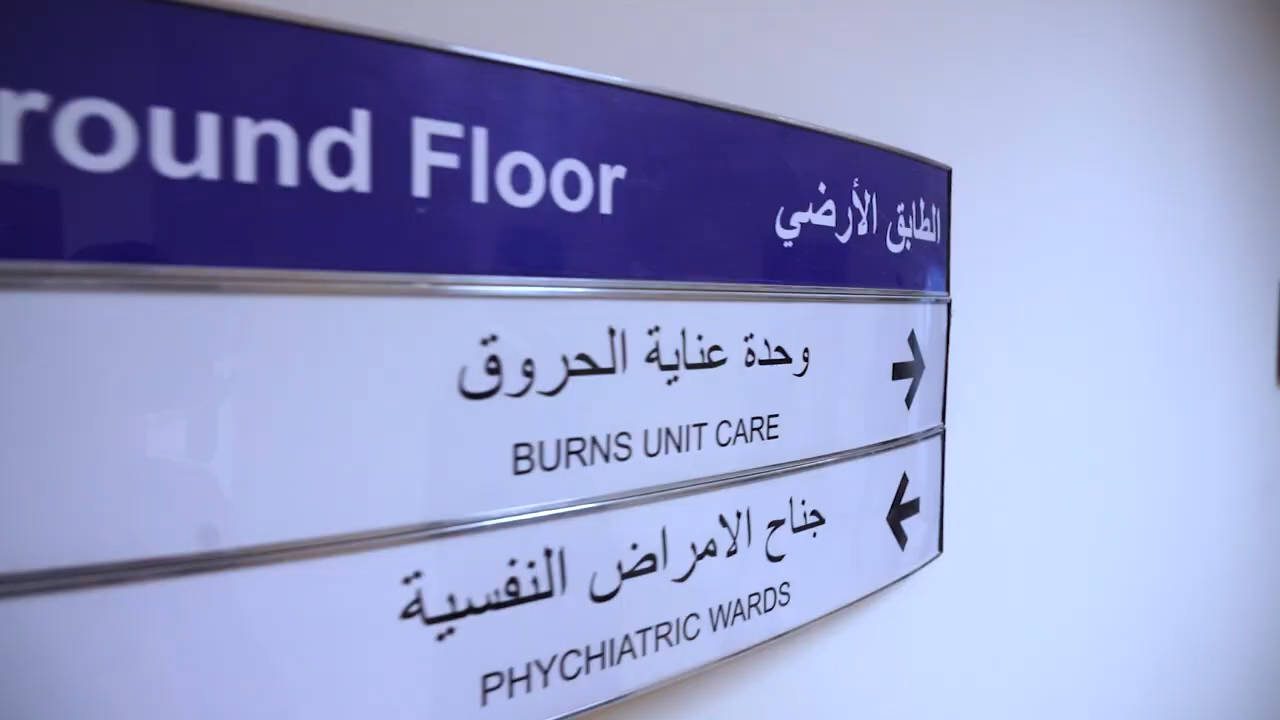 round Floor الطابق الأرضي
وحدة عناية الحروق
BURNS UNIT CARE
جناح الامراض النفسية
PHYCHIATRIC WARDS